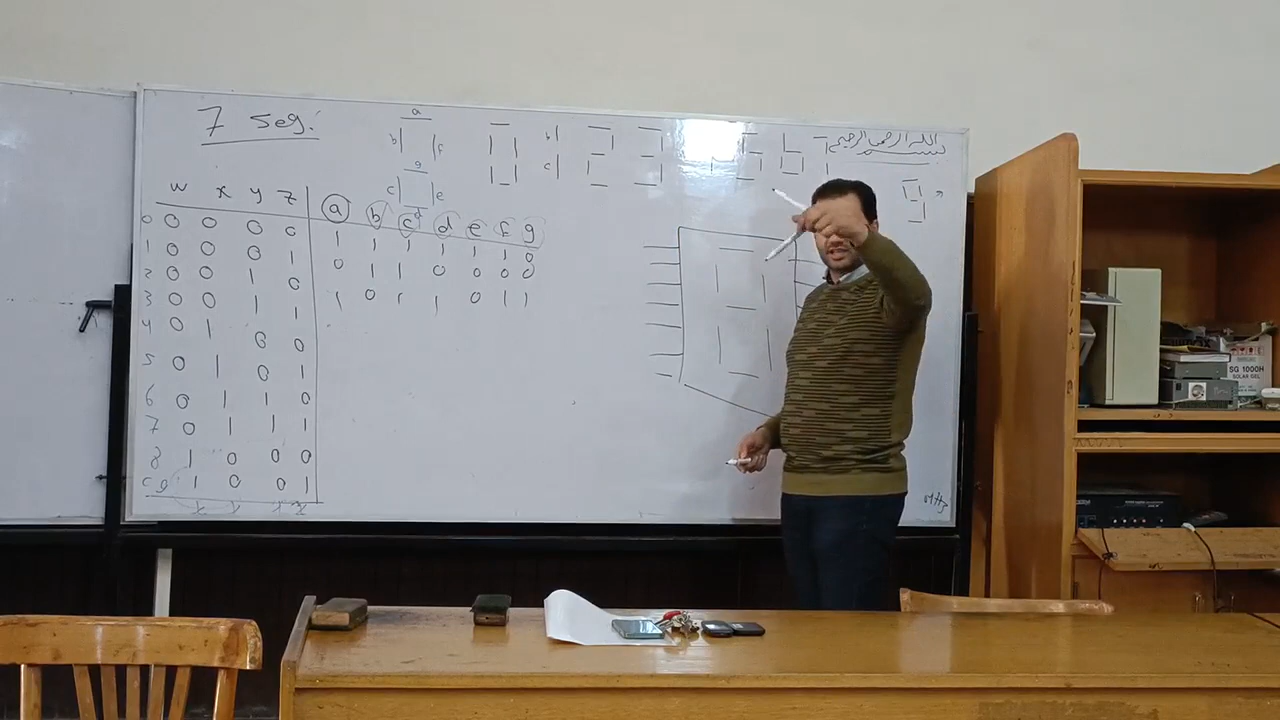 7 seg.
بسم الله الرحمن الرحيم
a
b f
g
c e
d
w x y z a b c d e f g
0 0 0 0 0 1 1 1 1 1 1 0
1 0 0 0 1 0 1 1 0 0 0 0
2 0 0 1 0 1 0 1 1 0 1 1
3 0 0 1 1
4 0 1 0 0
5 0 1 0 1
6 0 1 1 0
7 0 1 1 1
8 1 0 0 0
9 1 0 0 1
SG 1000H
SOLAR GEL